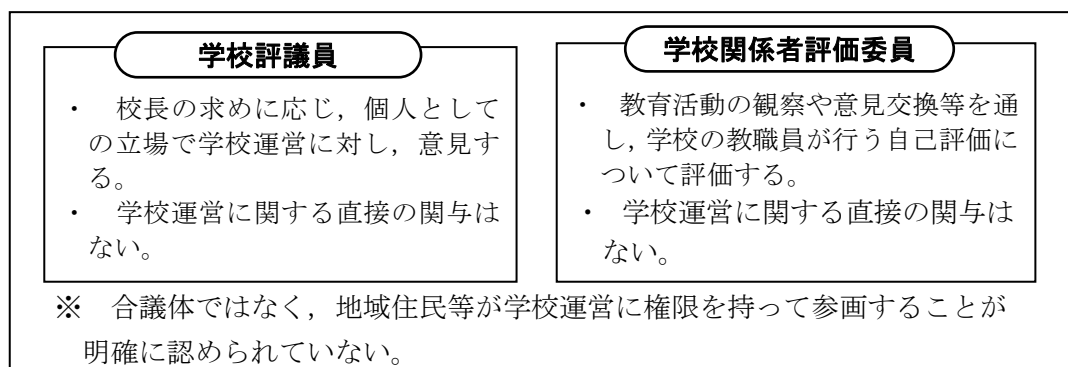 学校評議員
・　校長の求めに応じ，個人として
の立場で学校運営に対し，意見す
る。
・　学校運営に関する直接の関与は
ない。
学校関係者評価委員
・　教育活動の観察や意見交換等を通
し，学校の教職員が行う自己評価に
ついて評価する。
・　学校運営に関する直接の関与は
ない。
※　合議体ではなく，地域住民等が学校運営に権限を持って参画することが
明確に認められていない。